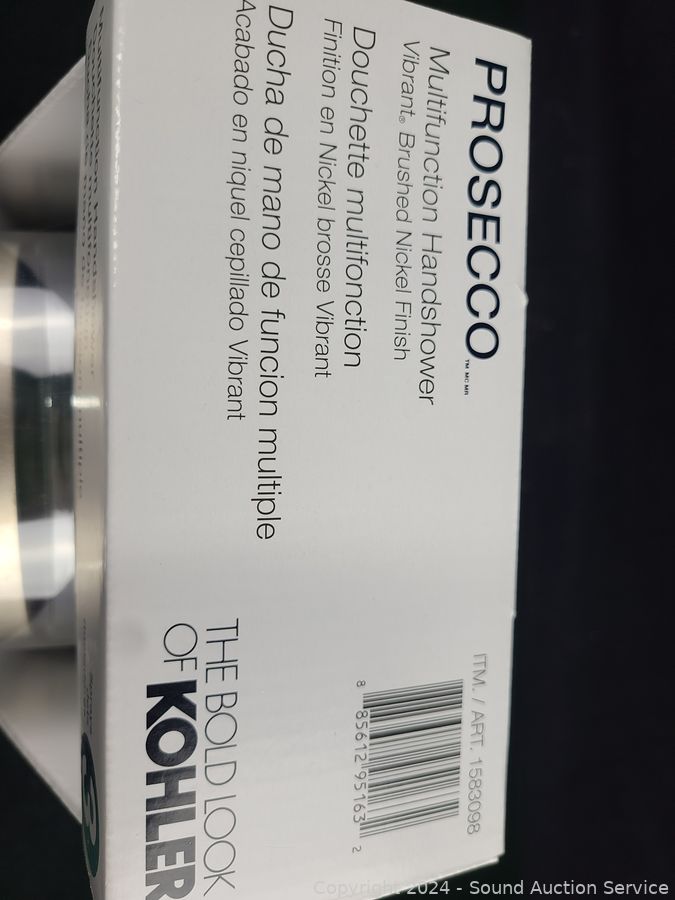 PROSECCO™ MC MR
Multifunction Handshower
Vibrant® Brushed Nickel Finish
Douchette multifonction
Finition en Nickel brosse Vibrant
Ducha de mano de funcion multiple
Acabado en niquel cepillado Vibrant
ITM. / ART. 1583098
8 85612 95163 2
THE BOLD LOOK
OF KOHLER
Copyright 2024 - Sound Auction Service